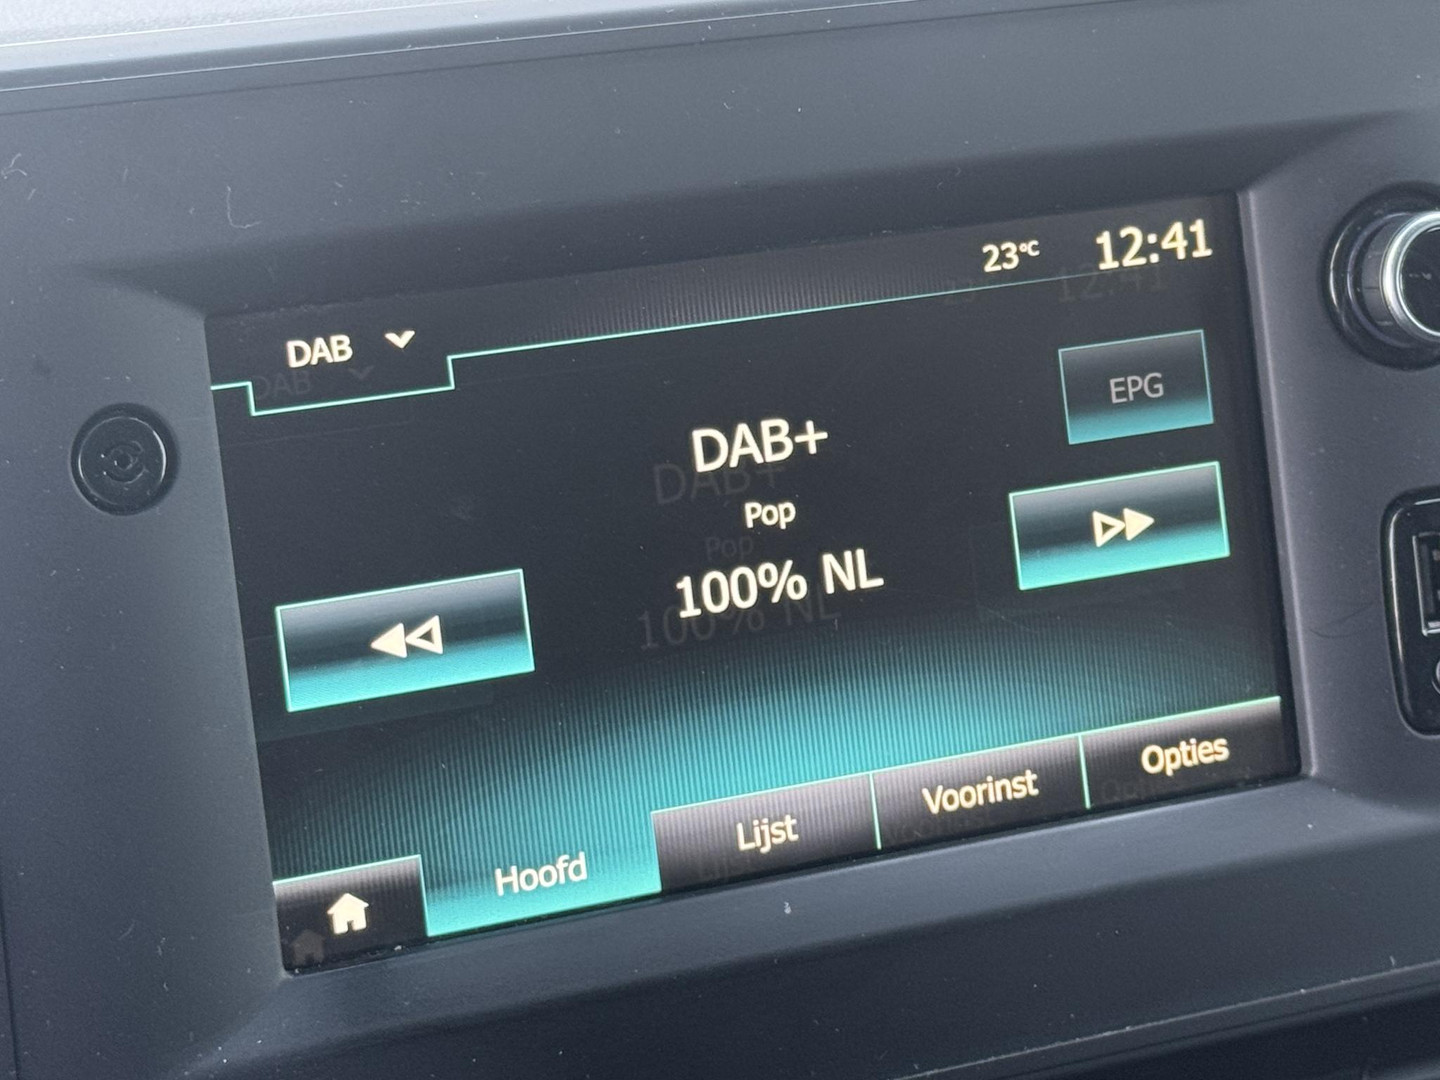 23°C 12:41
DAB
EPG
DAB+
Pop
100% NL
Hoofd Lijst Voorinst Opties